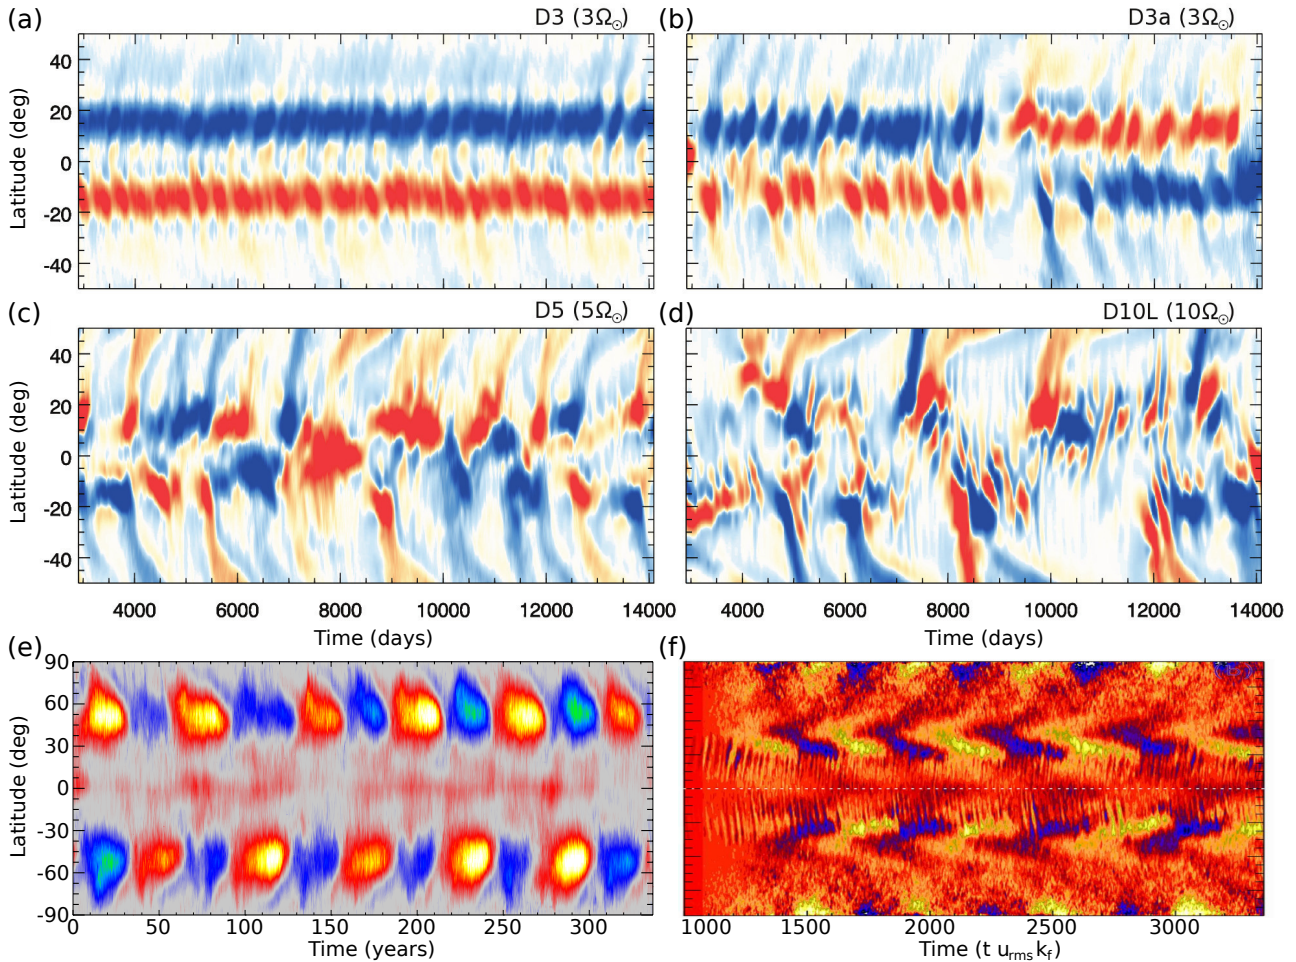 (a) D3 (3Ω☉) (b) D3a (3Ω☉)
40
20
0
-20
-40
Latitude (deg)
(c) D5 (5Ω☉) (d) D10L (10Ω☉)
40
20
0
-20
-40
Latitude (deg)
4000 6000 8000 10000 12000 14000 4000 6000 8000 10000 12000 14000
Time (days) Time (days)
(e) (f)
90
60
30
0
-30
-60
-90
Latitude (deg)
0 50 100 150 200 250 300 1000 1500 2000 2500 3000
Time (years) Time (t u_rms k_f)